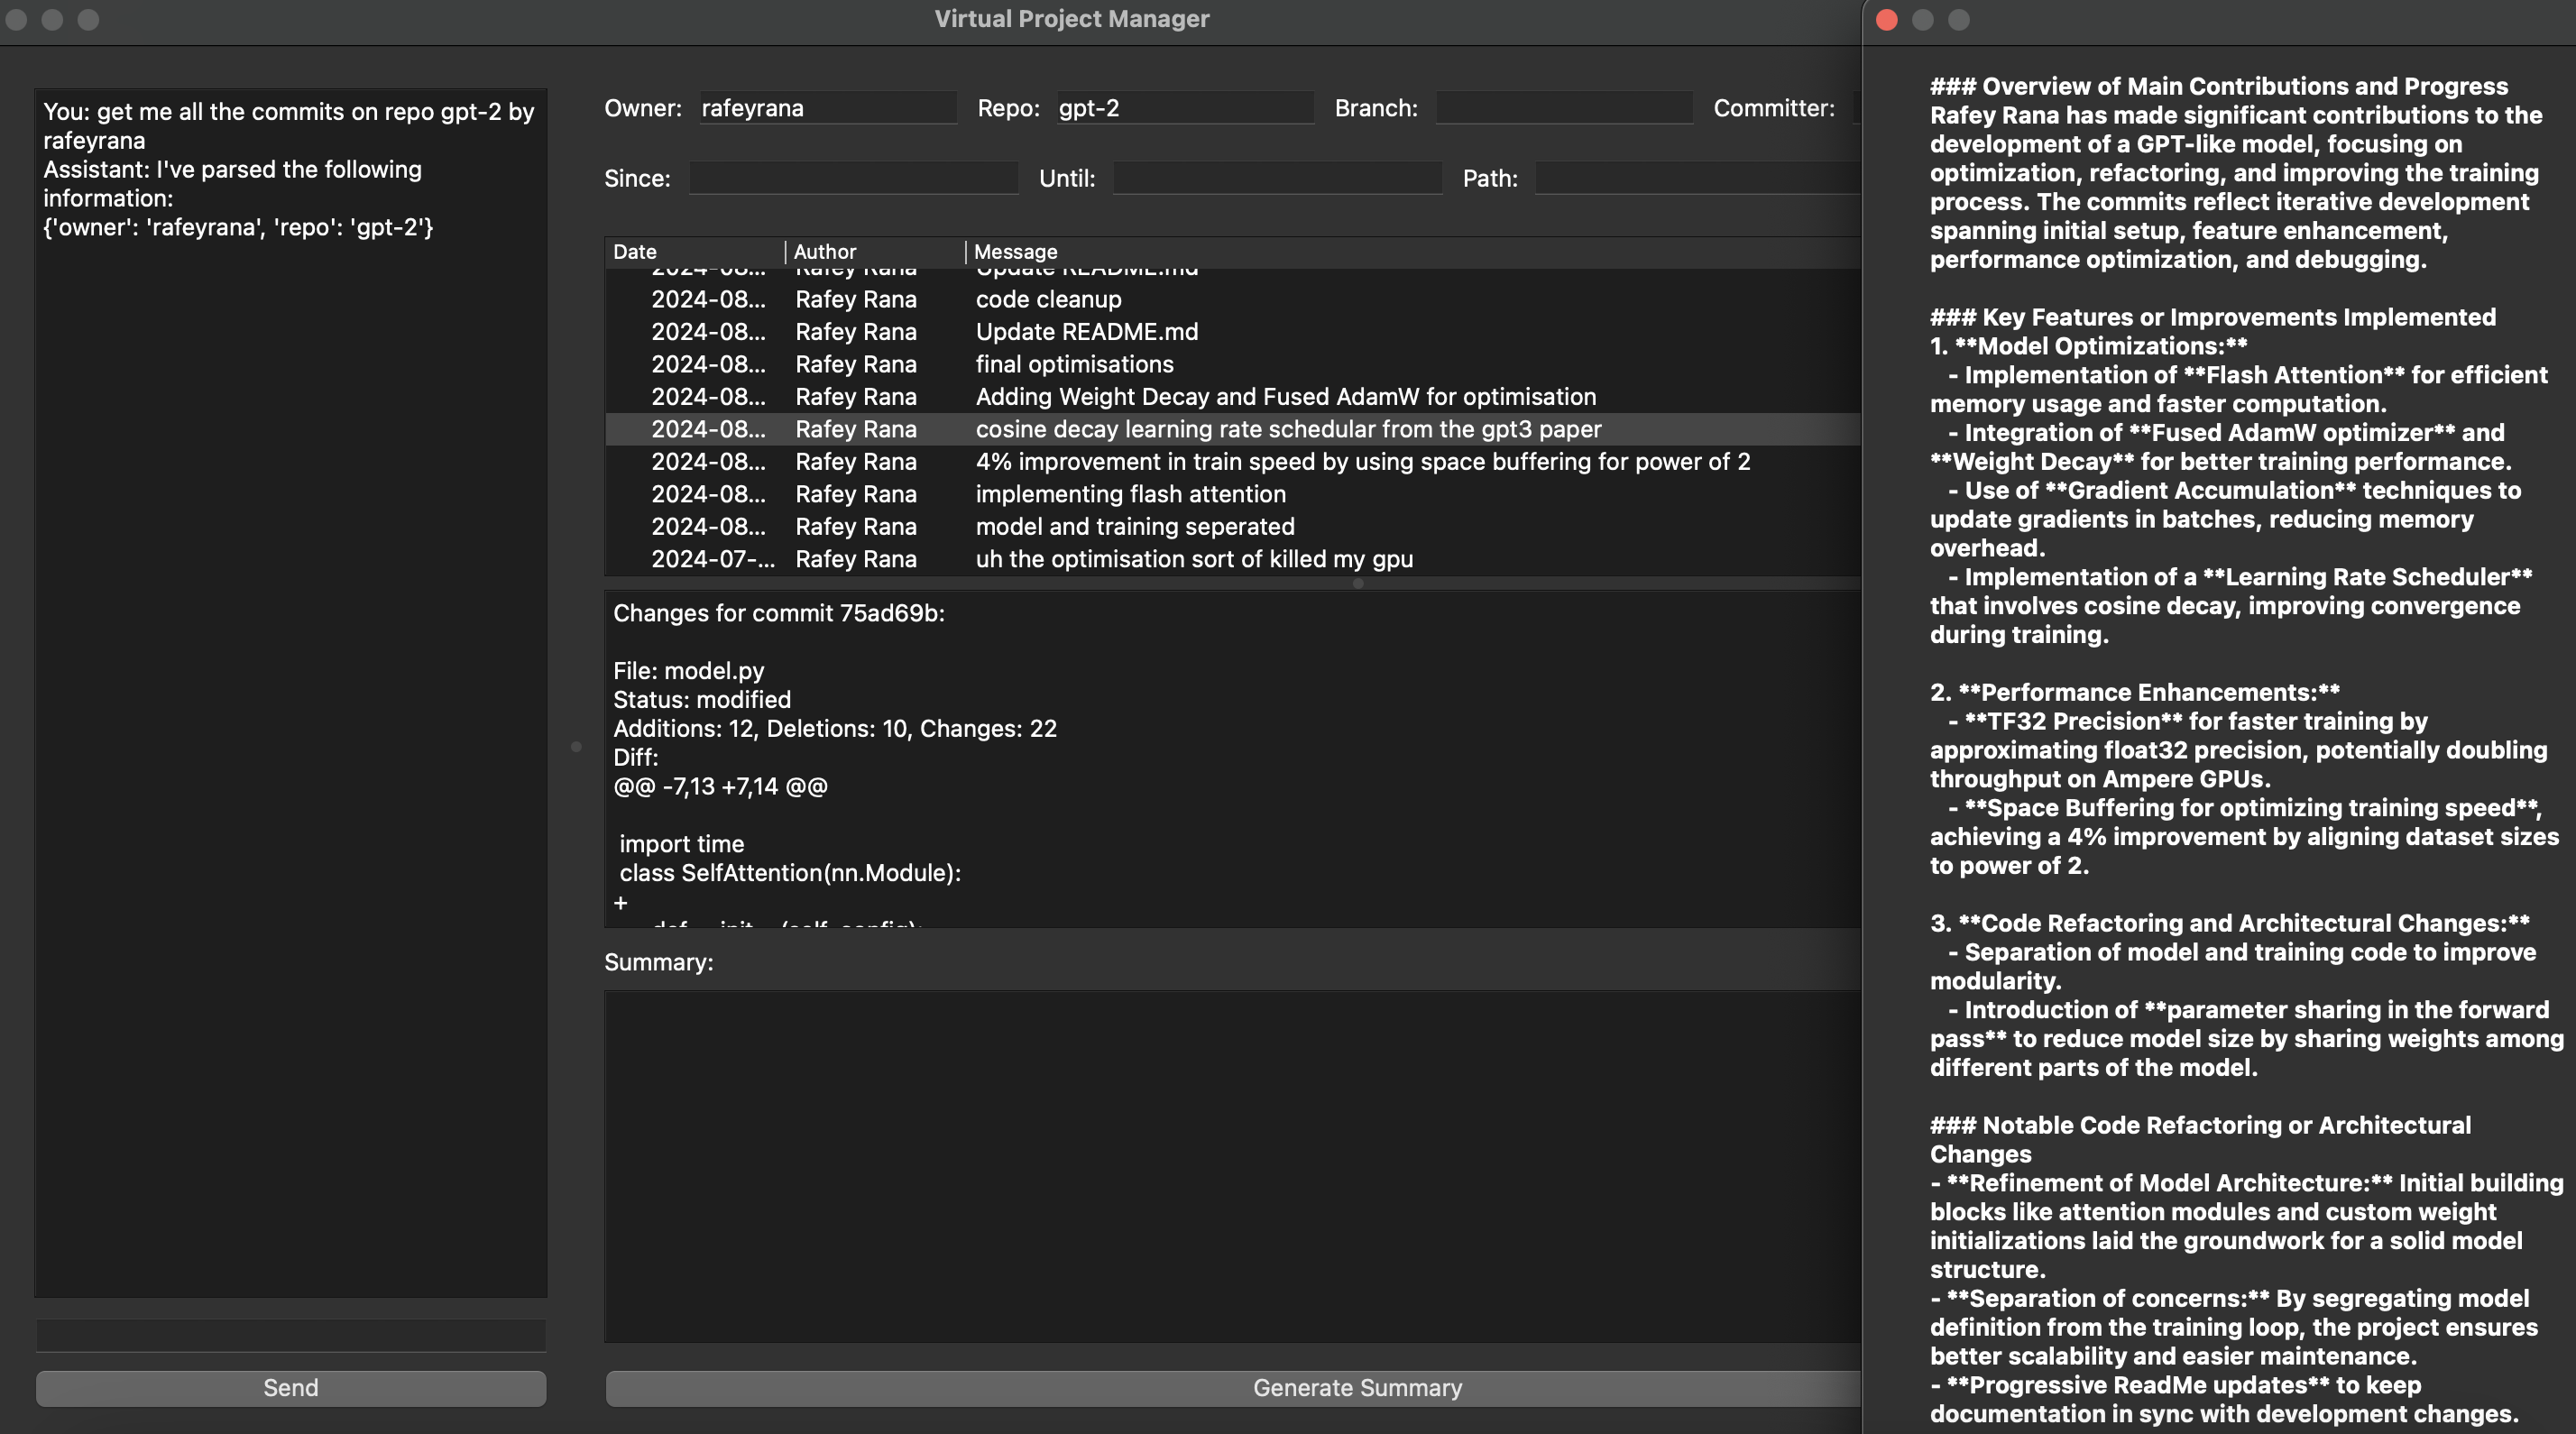 Virtual Project Manager
You: get me all the commits on repo gpt-2 by
rafeyrana
Assistant: I've parsed the following
information:
{'owner': 'rafeyrana', 'repo': 'gpt-2'}
Send
Owner: rafeyrana Repo: gpt-2 Branch: Committer:
Since: Until: Path:
Date Author Message
2024-08... Rafey Rana Update README.md
2024-08... Rafey Rana code cleanup
2024-08... Rafey Rana Update README.md
2024-08... Rafey Rana final optimisations
2024-08... Rafey Rana Adding Weight Decay and Fused AdamW for optimisation
2024-08... Rafey Rana cosine decay learning rate schedular from the gpt3 paper
2024-08... Rafey Rana 4% improvement in train speed by using space buffering for power of 2
2024-08... Rafey Rana implementing flash attention
2024-08... Rafey Rana model and training seperated
2024-07-... Rafey Rana uh the optimisation sort of killed my gpu
Changes for commit 75ad69b:
File: model.py
Status: modified
Additions: 12, Deletions: 10, Changes: 22
Diff:
@@ -7,13 +7,14 @@
import time
class SelfAttention(nn.Module):
+
Summary:
Generate Summary
### Overview of Main Contributions and Progress
Rafey Rana has made significant contributions to the
development of a GPT-like model, focusing on
optimization, refactoring, and improving the training
process. The commits reflect iterative development
spanning initial setup, feature enhancement,
performance optimization, and debugging.
### Key Features or Improvements Implemented
1. **Model Optimizations:**
- Implementation of **Flash Attention** for efficient
memory usage and faster computation.
- Integration of **Fused AdamW optimizer** and
**Weight Decay** for better training performance.
- Use of **Gradient Accumulation** techniques to
update gradients in batches, reducing memory
overhead.
- Implementation of a **Learning Rate Scheduler**
that involves cosine decay, improving convergence
during training.
2. **Performance Enhancements:**
- **TF32 Precision** for faster training by
approximating float32 precision, potentially doubling
throughput on Ampere GPUs.
- **Space Buffering for optimizing training speed**,
achieving a 4% improvement by aligning dataset sizes
to power of 2.
3. **Code Refactoring and Architectural Changes:**
- Separation of model and training code to improve
modularity.
- Introduction of **parameter sharing in the forward
pass** to reduce model size by sharing weights among
different parts of the model.
### Notable Code Refactoring or Architectural
Changes
- **Refinement of Model Architecture:** Initial building
blocks like attention modules and custom weight
initializations laid the groundwork for a solid model
structure.
- **Separation of concerns:** By segregating model
definition from the training loop, the project ensures
better scalability and easier maintenance.
- **Progressive ReadMe updates** to keep
documentation in sync with development changes.